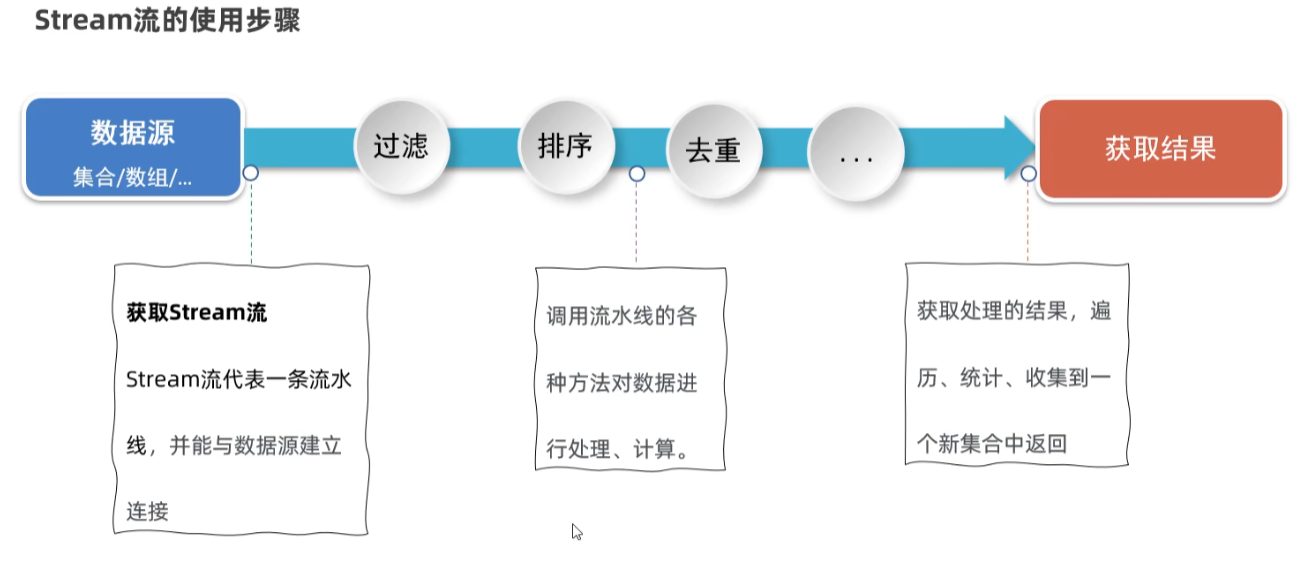 Stream流的使用步骤
数据源
集合/数组/...
过滤
排序
去重
...
获取结果
获取Stream流
Stream流代表一条流水
线，并能与数据源建立
连接
调用流水线的各
种方法对数据进
行处理、计算。
获取处理的结果，遍
历、统计、收集到一
个新集合中返回